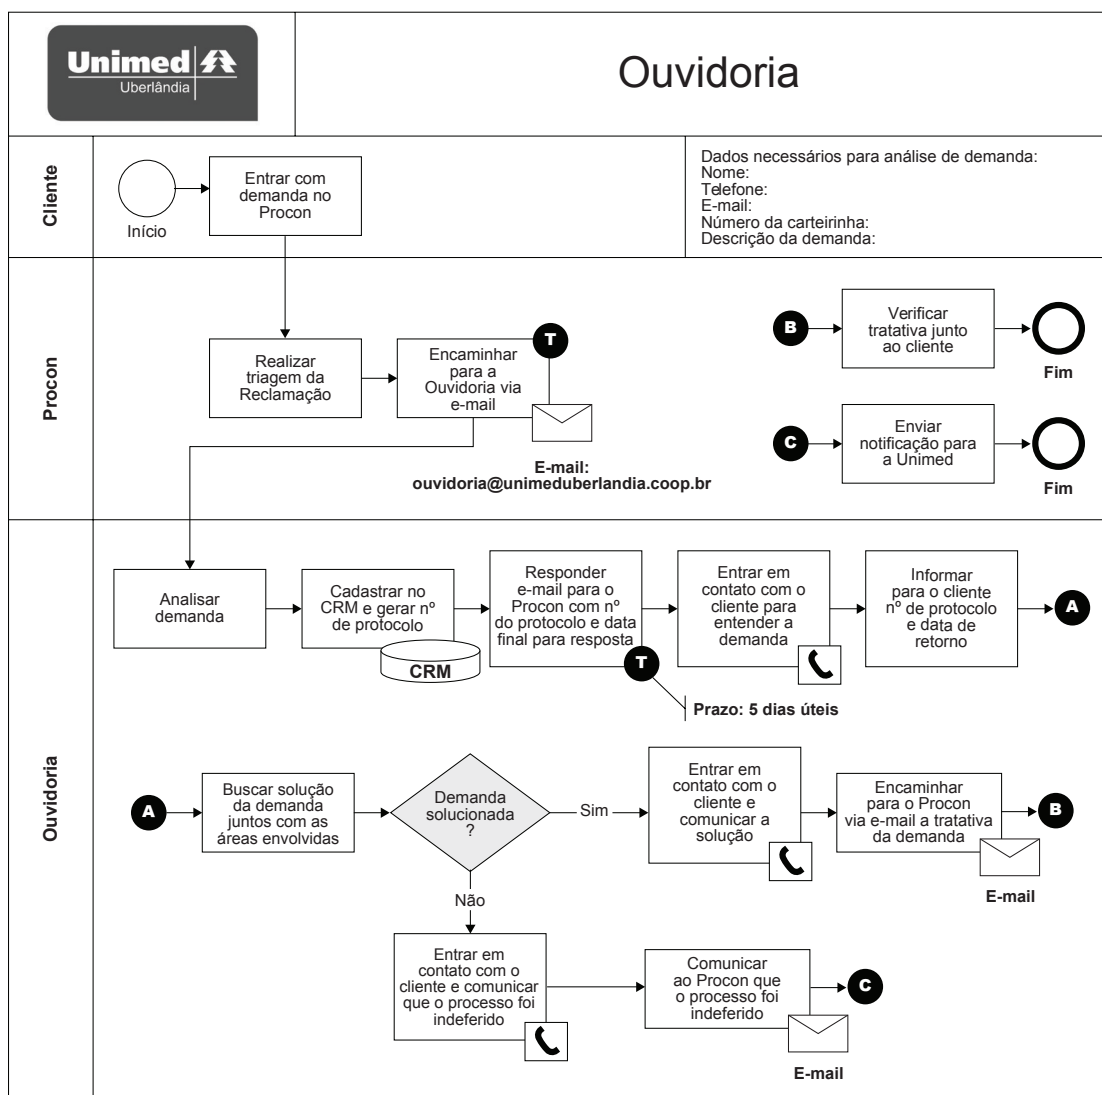 Unimed
Uberlândia
Ouvidoria
Cliente
Início
Entrar com
demanda no
Procon
Dados necessários para análise de demanda:
Nome:
Telefone:
E-mail:
Número da carteirinha:
Descrição da demanda:
Procon
Realizar
triagem da
Reclamação
Encaminhar
para a
Ouvidoria via
e-mail
T
E-mail:
ouvidoria@unimeduberlandia.coop.br
B
Verificar
tratativa junto
ao cliente
Fim
C
Enviar
notificação para
a Unimed
Fim
Ouvidoria
Analisar
demanda
Cadastrar no
CRM e gerar nº
de protocolo
CRM
Responder
e-mail para o
Procon com nº
do protocolo e data
final para resposta
T
Prazo: 5 dias úteis
Entrar em
contato com o
cliente para
entender a
demanda
Informar
para o cliente
nº de protocolo
e data de
retorno
A
A
Buscar solução
da demanda
juntos com as
áreas envolvidas
Demanda
solucionada
?
Sim
Entrar em
contato com o
cliente e
comunicar a
solução
Encaminhar
para o Procon
via e-mail a tratativa
da demanda
B
E-mail
Não
Entrar em
contato com o
cliente e comunicar
que o processo foi
indeferido
Comunicar
ao Procon que
o processo foi
indeferido
C
E-mail